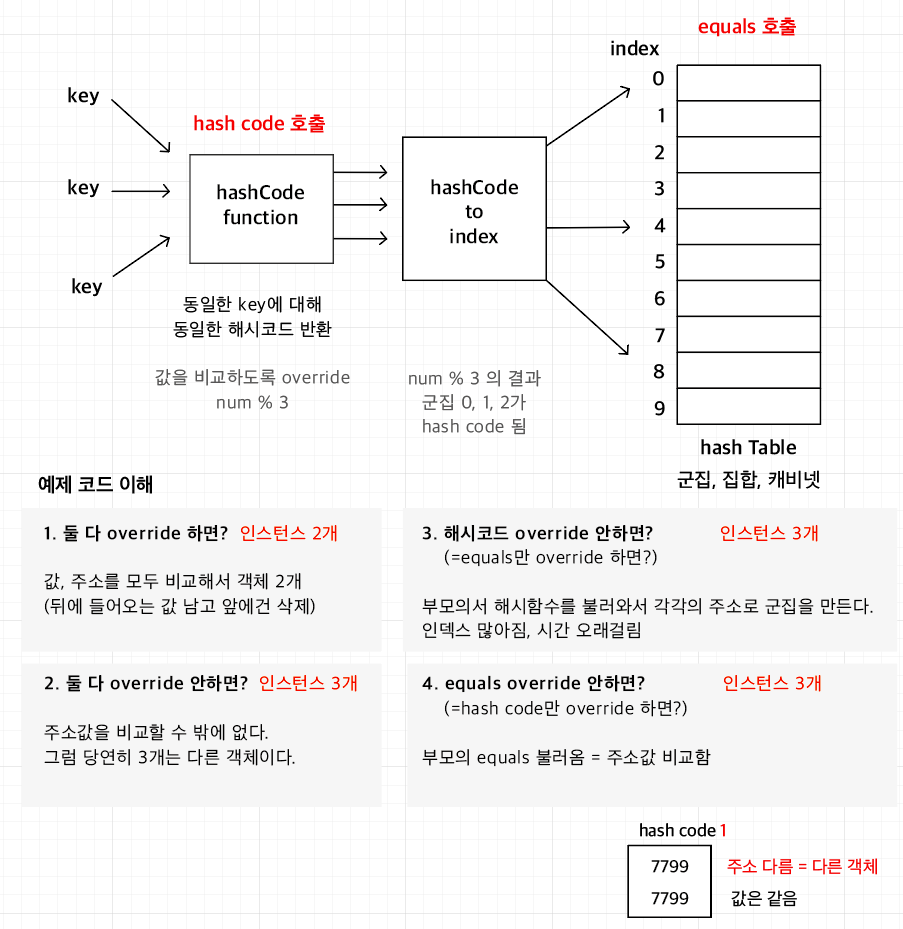 equals 호출
index
key
key
key
hash code 호출
hashCode
function
hashCode
to
index
0
1
2
3
4
5
6
7
8
9
동일한 key에 대해
동일한 해시코드 반환
값을 비교하도록 override
num % 3
num % 3 의 결과
군집 0, 1, 2가
hash code 됨
hash Table
군집, 집합, 캐비넷
예제 코드 이해
1. 둘 다 override 하면? 인스턴스 2개
값, 주소를 모두 비교해서 객체 2개
(뒤에 들어오는 값 남고 앞에건 삭제)
2. 둘 다 override 안하면? 인스턴스 3개
주소값을 비교할 수 밖에 없다.
그럼 당연히 3개는 다른 객체이다.
3. 해시코드 override 안하면? 인스턴스 3개
(=equals만 override 하면?)
부모의서 해시함수를 불러와서 각각의 주소로 군집을 만든다.
인덱스 많아짐, 시간 오래걸림
4. equals override 안하면? 인스턴스 3개
(=hash code만 override 하면?)
부모의 equals 불러옴 = 주소값 비교함
hash code 1
7799 주소 다름 = 다른 객체
7799 값은 같음